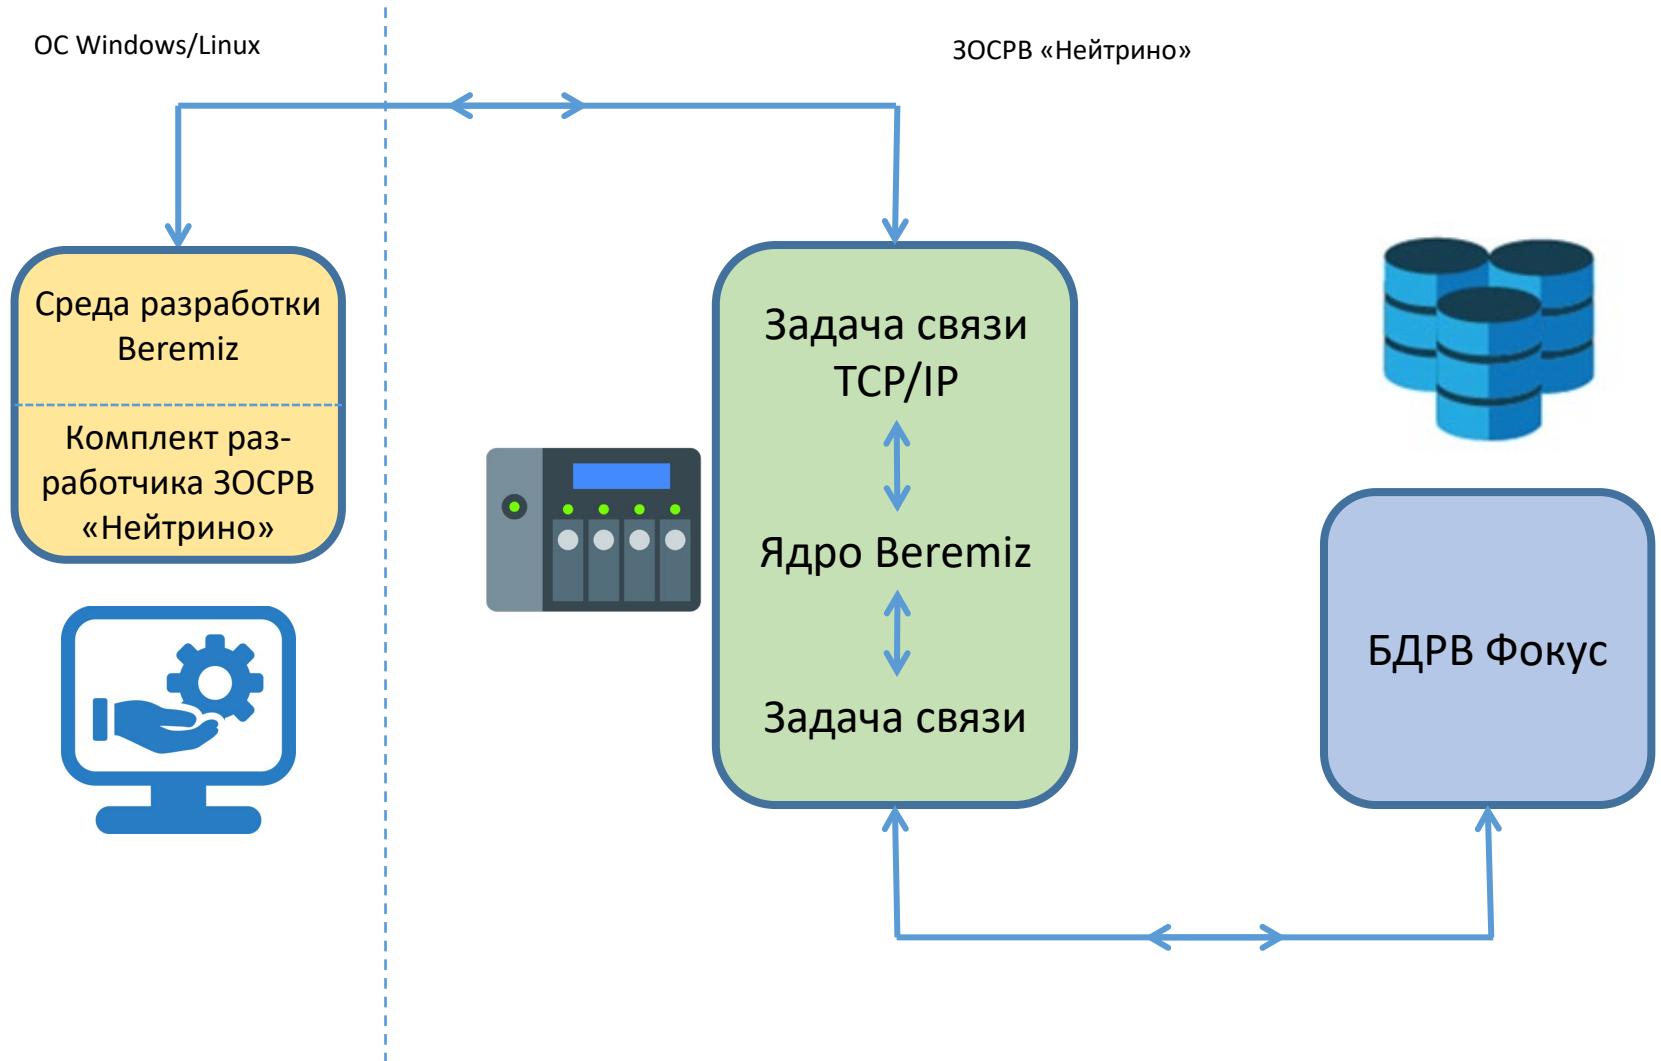 ОС Windows/Linux
ЗОСРВ «Нейтрино»
Среда разработки
Beremiz
Комплект раз-
работчика ЗОСРВ
«Нейтрино»
Задача связи
TCP/IP
Ядро Beremiz
Задача связи
БДРВ Фокус